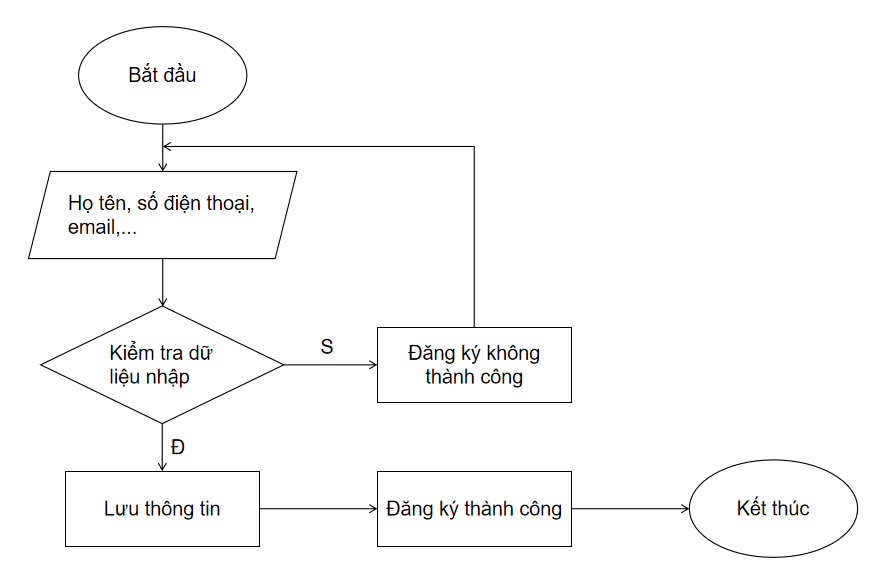 Bắt đầu
Họ tên, số điện thoại,
email,...
Kiểm tra dữ
liệu nhập
S
Đăng ký không
thành công
Đ
Lưu thông tin
Đăng ký thành công
Kết thúc